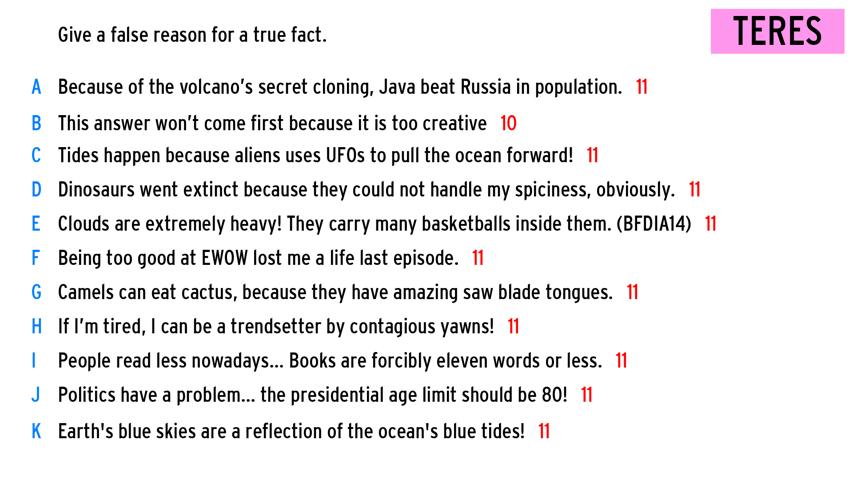 Give a false reason for a true fact.
TERES
A Because of the volcano's secret cloning, Java beat Russia in population. 11
B This answer won't come first because it is too creative 10
C Tides happen because aliens uses UFOs to pull the ocean forward! 11
D Dinosaurs went extinct because they could not handle my spiciness, obviously. 11
E Clouds are extremely heavy! They carry many basketballs inside them. (BFDIA14) 11
F Being too good at EWOW lost me a life last episode. 11
G Camels can eat cactus, because they have amazing saw blade tongues. 11
H If I'm tired, I can be a trendsetter by contagious yawns! 11
I People read less nowadays... Books are forcibly eleven words or less. 11
J Politics have a problem... the presidential age limit should be 80! 11
K Earth's blue skies are a reflection of the ocean's blue tides! 11